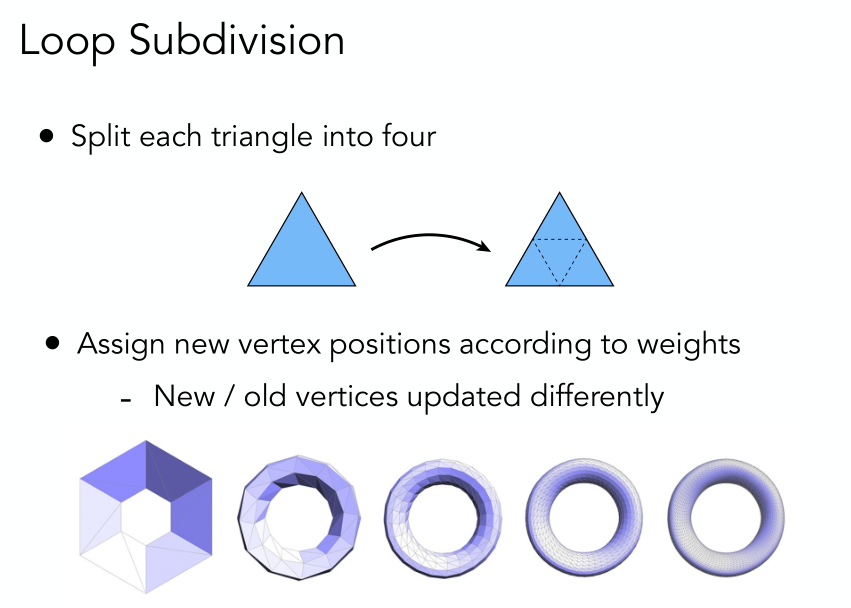 Loop Subdivision
● Split each triangle into four
● Assign new vertex positions according to weights
- New / old vertices updated differently